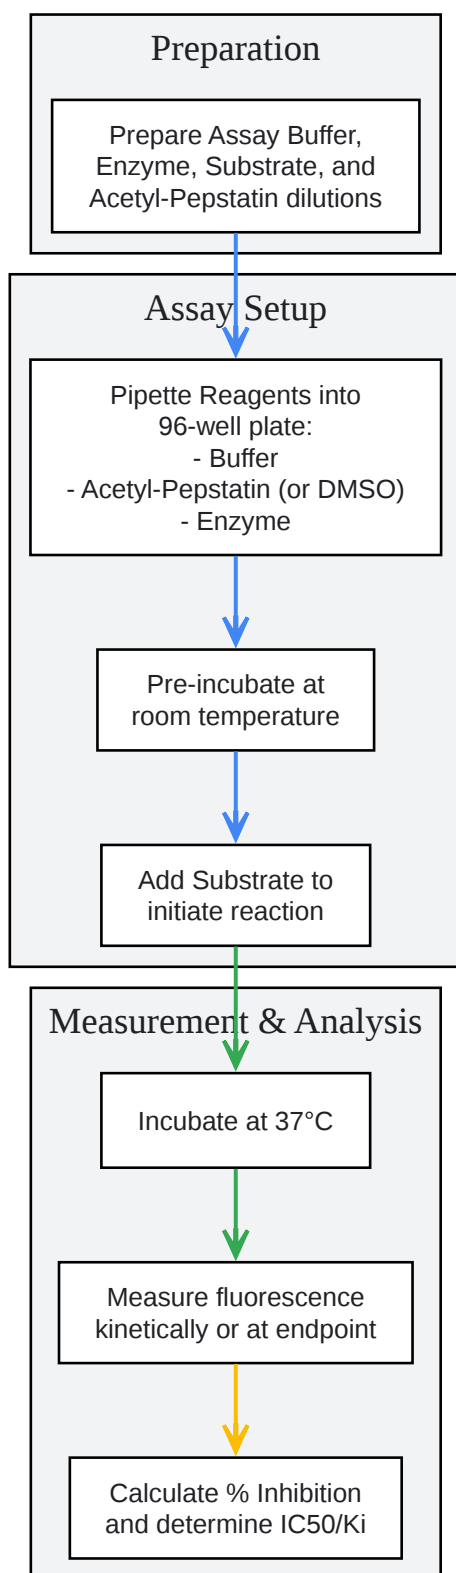 Preparation
Prepare Assay Buffer,
Enzyme, Substrate, and
Acetyl-Pepstatin dilutions
Assay Setup
Pipette Reagents into
96-well plate:
- Buffer
- Acetyl-Pepstatin (or DMSO)
- Enzyme
Pre-incubate at
room temperature
Add Substrate to
initiate reaction
Measurement & Analysis
Incubate at 37°C
Measure fluorescence
kinetically or at endpoint
Calculate % Inhibition
and determine IC50/Ki